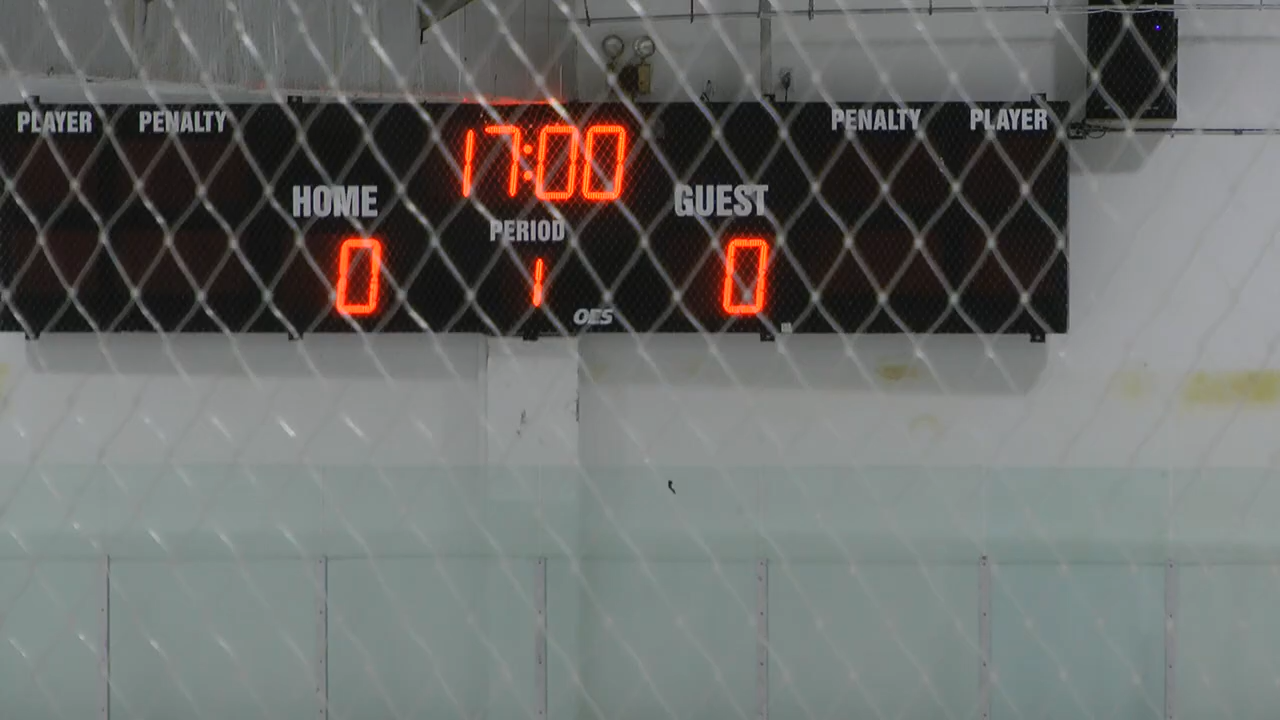 PLAYER PENALTY 17:00 PENALTY PLAYER
HOME GUEST
PERIOD
0 1 0
OES